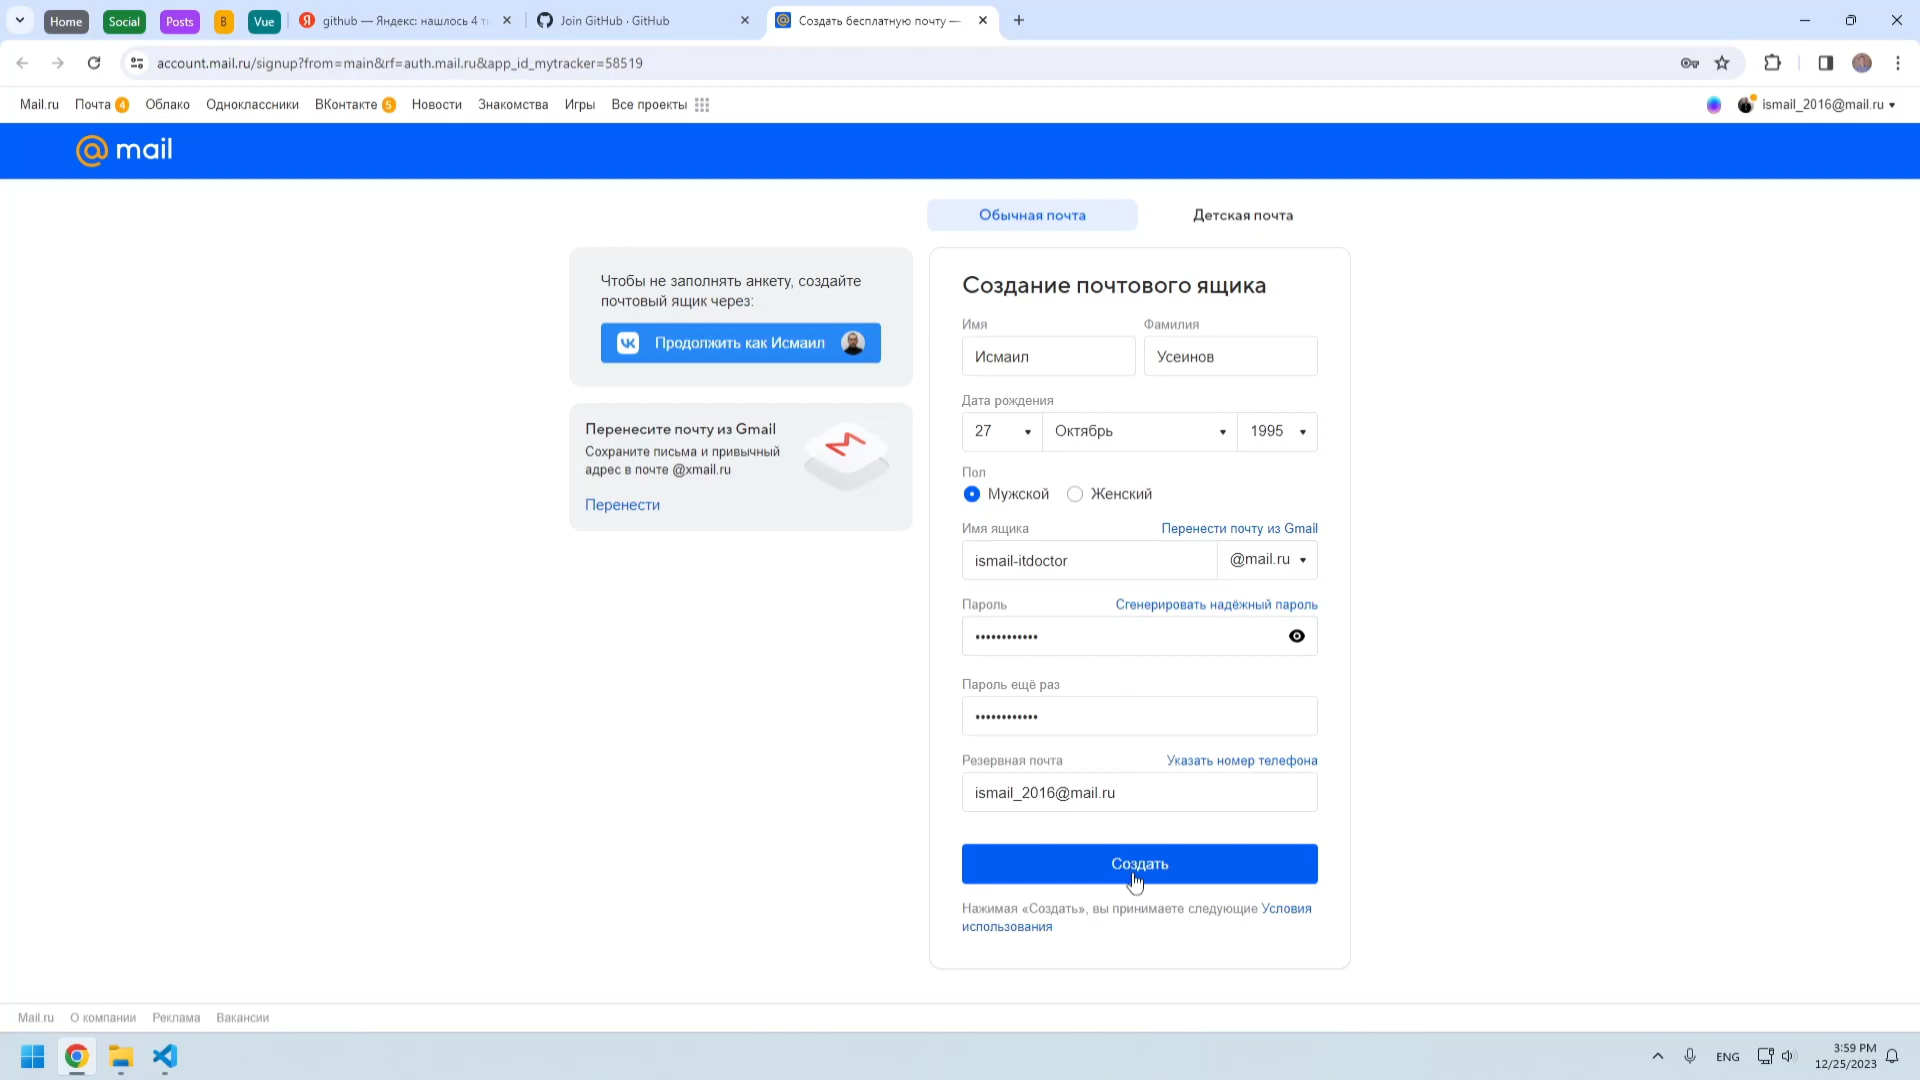 Home
Social
Posts
B
Vue
github — Яндекс: нашлось 4 т
Join GitHub · GitHub
Создать бесплатную почту —
account.mail.ru/signup?from=main&rf=auth.mail.ru&app_id_mytracker=58519
Mail.ru Почта 4 Облако Одноклассники ВКонтакте 5 Новости Знакомства Игры Все проекты
ismail_2016@mail.ru
@mail
Обычная почта
Детская почта
Чтобы не заполнять анкету, создайте
почтовый ящик через:
Продолжить как Исмаил
Перенесите почту из Gmail
Сохраните письма и привычный
адрес в почте @xmail.ru
Перенести
Создание почтового ящика
Имя Фамилия
Исмаил Усеинов
Дата рождения
27 Октябрь 1995
Пол
Мужской Женский
Имя ящика Перенести почту из Gmail
ismail-itdoctor @mail.ru
Пароль Сгенерировать надёжный пароль
••••••••••••
Пароль ещё раз
••••••••••••
Резервная почта Указать номер телефона
ismail_2016@mail.ru
Создать
Нажимая «Создать», вы принимаете следующие Условия
использования
Mail.ru О компании Реклама Вакансии
ENG
3:59 PM
12/25/2023